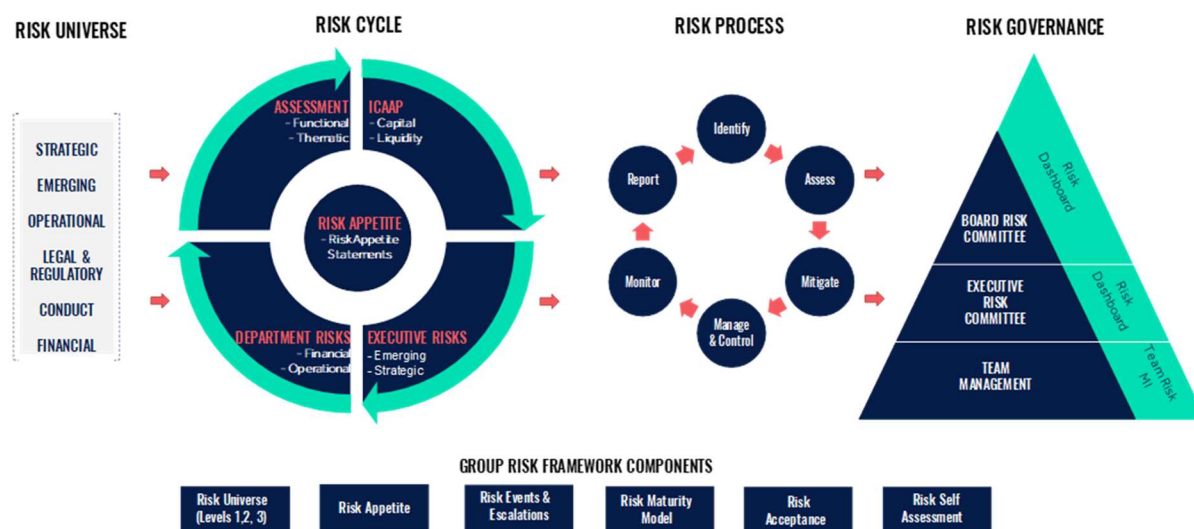 RISK UNIVERSE
STRATEGIC
EMERGING
OPERATIONAL
LEGAL &
REGULATORY
CONDUCT
FINANCIAL
RISK CYCLE
ASSESSMENT
- Functional
- Thematic
ICAAP
- Capital
- Liquidity
RISK APPETITE
- Risk Appetite
Statements
DEPARTMENT RISKS
- Financial
- Operational
EXECUTIVE RISKS
- Emerging
- Strategic
RISK PROCESS
Identify
Assess
Mitigate
Manage
& Control
Monitor
Report
RISK GOVERNANCE
BOARD RISK
COMMITTEE
Risk
Dashboard
EXECUTIVE
RISK
COMMITTEE
Risk
Dashboard
TEAM
MANAGEMENT
Team Risk
MI
GROUP RISK FRAMEWORK COMPONENTS
Risk Universe
(Levels 1,2, 3)
Risk Appetite
Risk Events &
Escalations
Risk Maturity
Model
Risk
Acceptance
Risk Self
Assessment